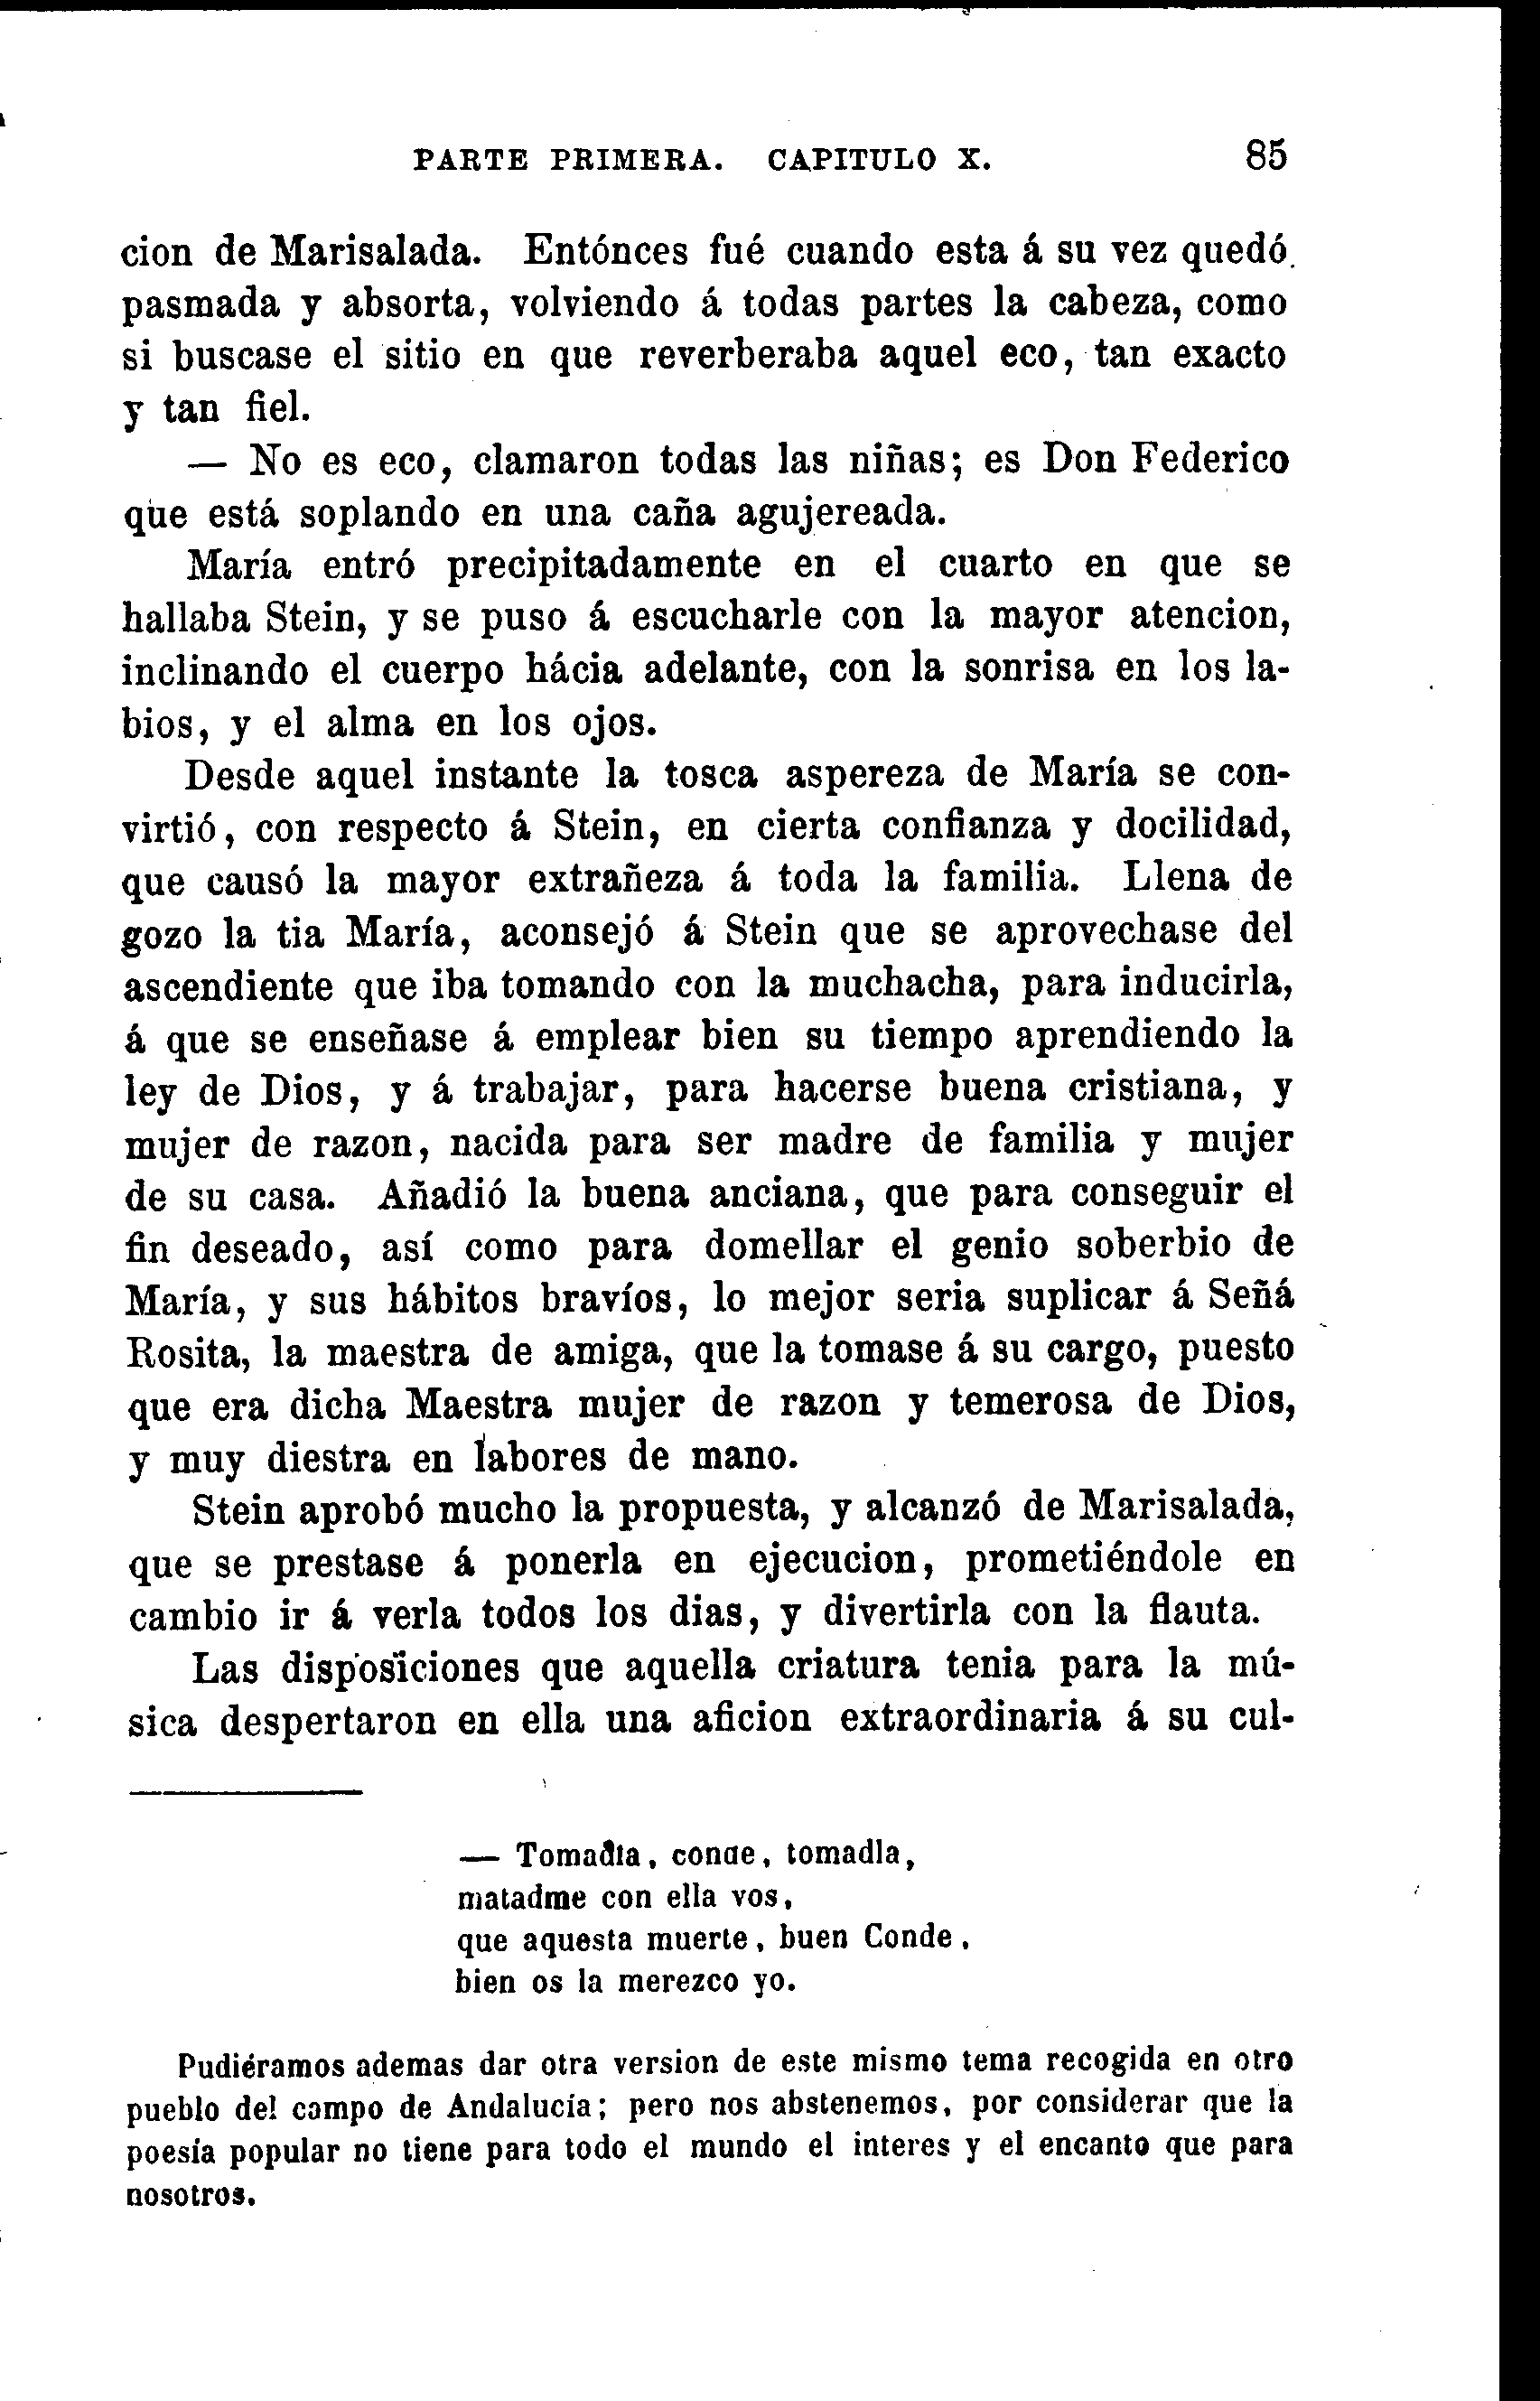 PARTE PRIMERA. CAPITULO X. 85
cion de Marisalada. Entónces fué cuando esta á su vez quedó
pasmada y absorta, volviendo á todas partes la cabeza, como
si buscase el sitio en que reverberaba aquel eco, tan exacto
y tan fiel.
— No es eco, clamaron todas las niñas; es Don Federico
que está soplando en una caña agujereada.
María entró precipitadamente en el cuarto en que se
hallaba Stein, y se puso á escucharle con la mayor atencion,
inclinando el cuerpo hácia adelante, con la sonrisa en los la-
bios, y el alma en los ojos.
Desde aquel instante la tosca aspereza de María se con-
virtió, con respecto á Stein, en cierta confianza y docilidad,
que causó la mayor extrañeza á toda la familia. Llena de
gozo la tia María, aconsejó á Stein que se aprovechase del
ascendiente que iba tomando con la muchacha, para inducirla,
á que se enseñase á emplear bien su tiempo aprendiendo la
ley de Dios, y á trabajar, para hacerse buena cristiana, y
mujer de razon, nacida para ser madre de familia y mujer
de su casa. Añadió la buena anciana, que para conseguir el
fin deseado, así como para domellar el genio soberbio de
María, y sus hábitos bravíos, lo mejor seria suplicar á Señá
Rosita, la maestra de amiga, que la tomase á su cargo, puesto
que era dicha Maestra mujer de razon y temerosa de Dios,
y muy diestra en labores de mano.
Stein aprobó mucho la propuesta, y alcanzó de Marisalada,
que se prestase á ponerla en ejecucion, prometiéndole en
cambio ir á verla todos los dias, y divertirla con la flauta.
Las disposiciones que aquella criatura tenia para la mú-
sica despertaron en ella una aficion extraordinaria á su cul-
— Tomadla, conde, tomadla,
matadme con ella vos,
que aquesta muerte, buen Conde,
bien os la merezco yo.
Pudiéramos ademas dar otra version de este mismo tema recogida en otro
pueblo del campo de Andalucía; pero nos abstenemos, por considerar que la
poesía popular no tiene para todo el mundo el interes y el encanto que para
nosotros.